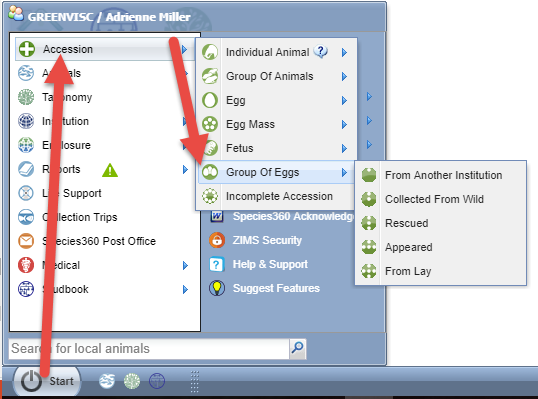 GREENVISC / Adrienne Miller
Accession
Animals
Taxonomy
Institution
Enclosure
Reports
Live Support
Collection Trips
Species360 Post Office
Medical
Studbook
Individual Animal
Group Of Animals
Egg
Egg Mass
Fetus
Group Of Eggs
Incomplete Accession
From Another Institution
Collected From Wild
Rescued
Appeared
From Lay
Species360 Acknowledge
ZIMS Security
Help & Support
Suggest Features
Search for local animals
Start